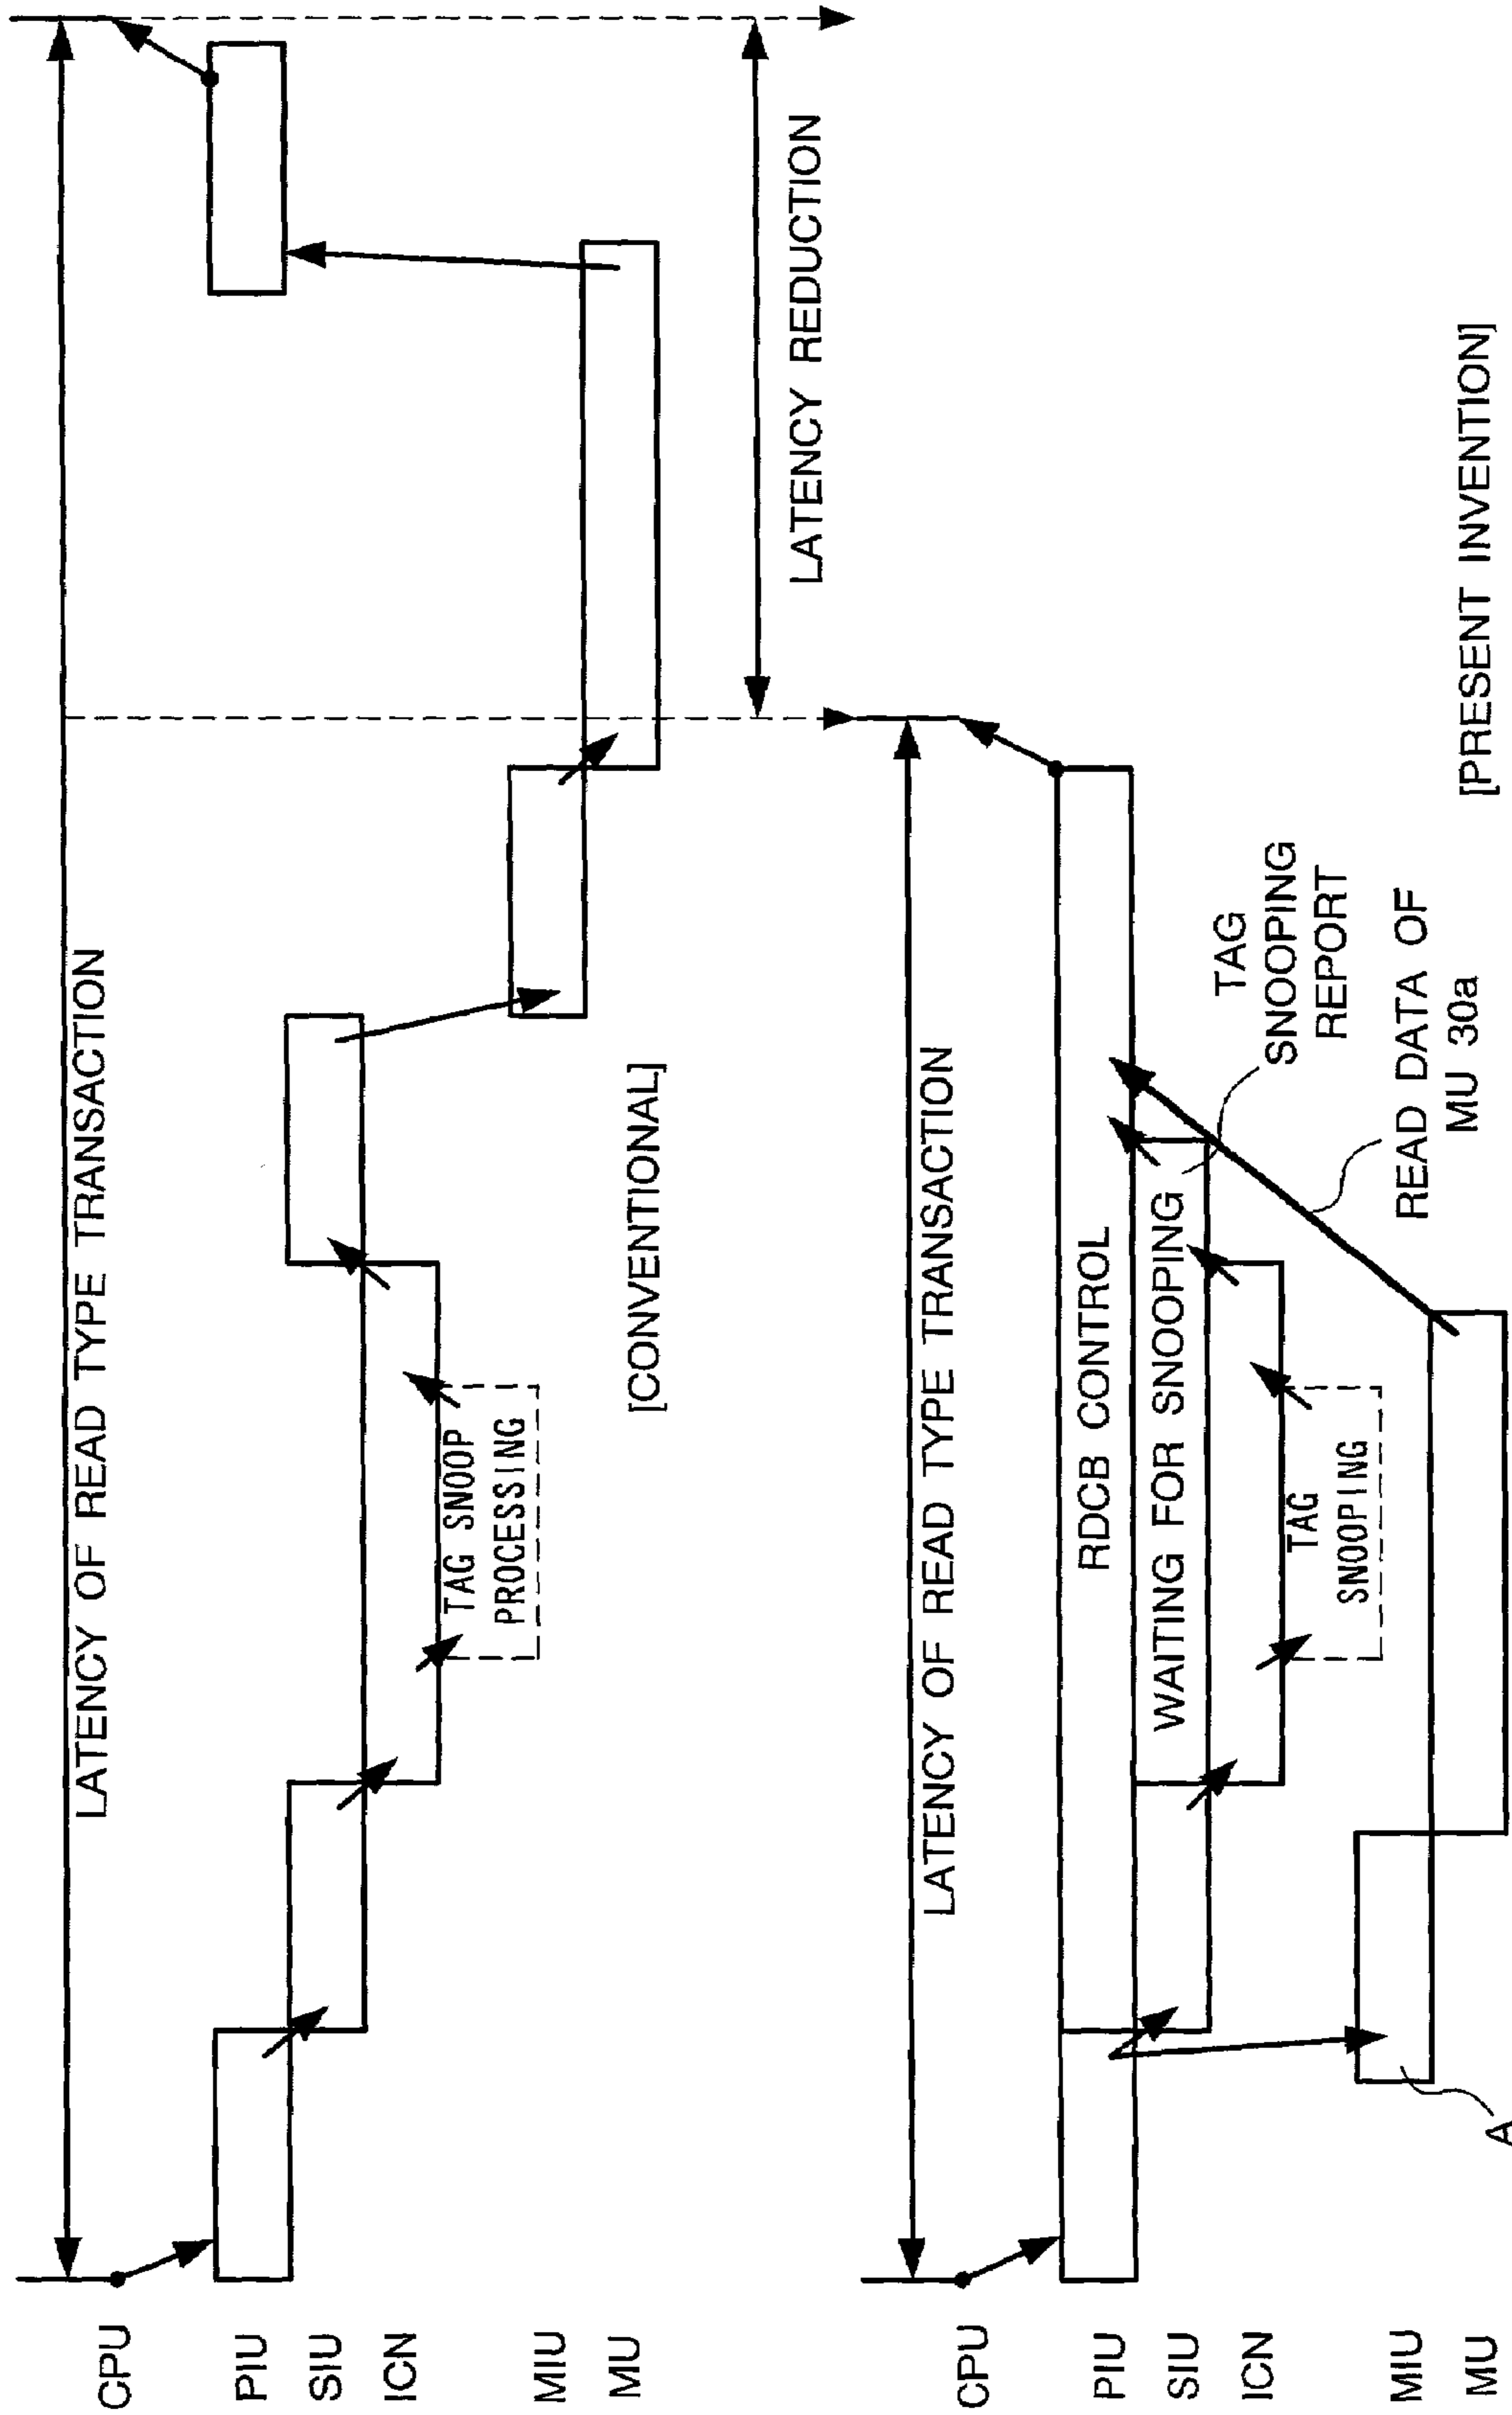 LATENCY OF READ TYPE TRANSACTION
CPU
PIU
SIU
ICN
MIU
MU
TAG SNOOP
PROCESSING
[CONVENTIONAL]
LATENCY REDUCTION
LATENCY OF READ TYPE TRANSACTION
CPU
PIU
SIU
ICN
MIU
MU
RDCB CONTROL
WAITING FOR SNOOPING
TAG
SNOOPING
TAG
SNOOPING
REPORT
READ DATA OF
MU 30a
A
[PRESENT INVENTION]